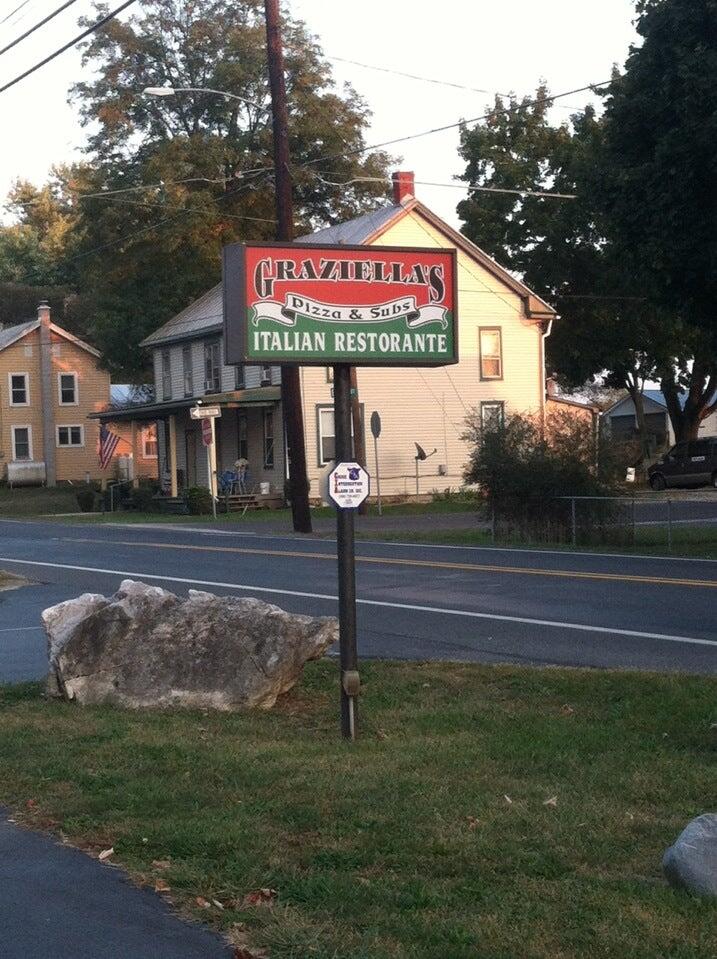 GRAZIELLA'S
Pizza & Subs
ITALIAN RESTORANTE